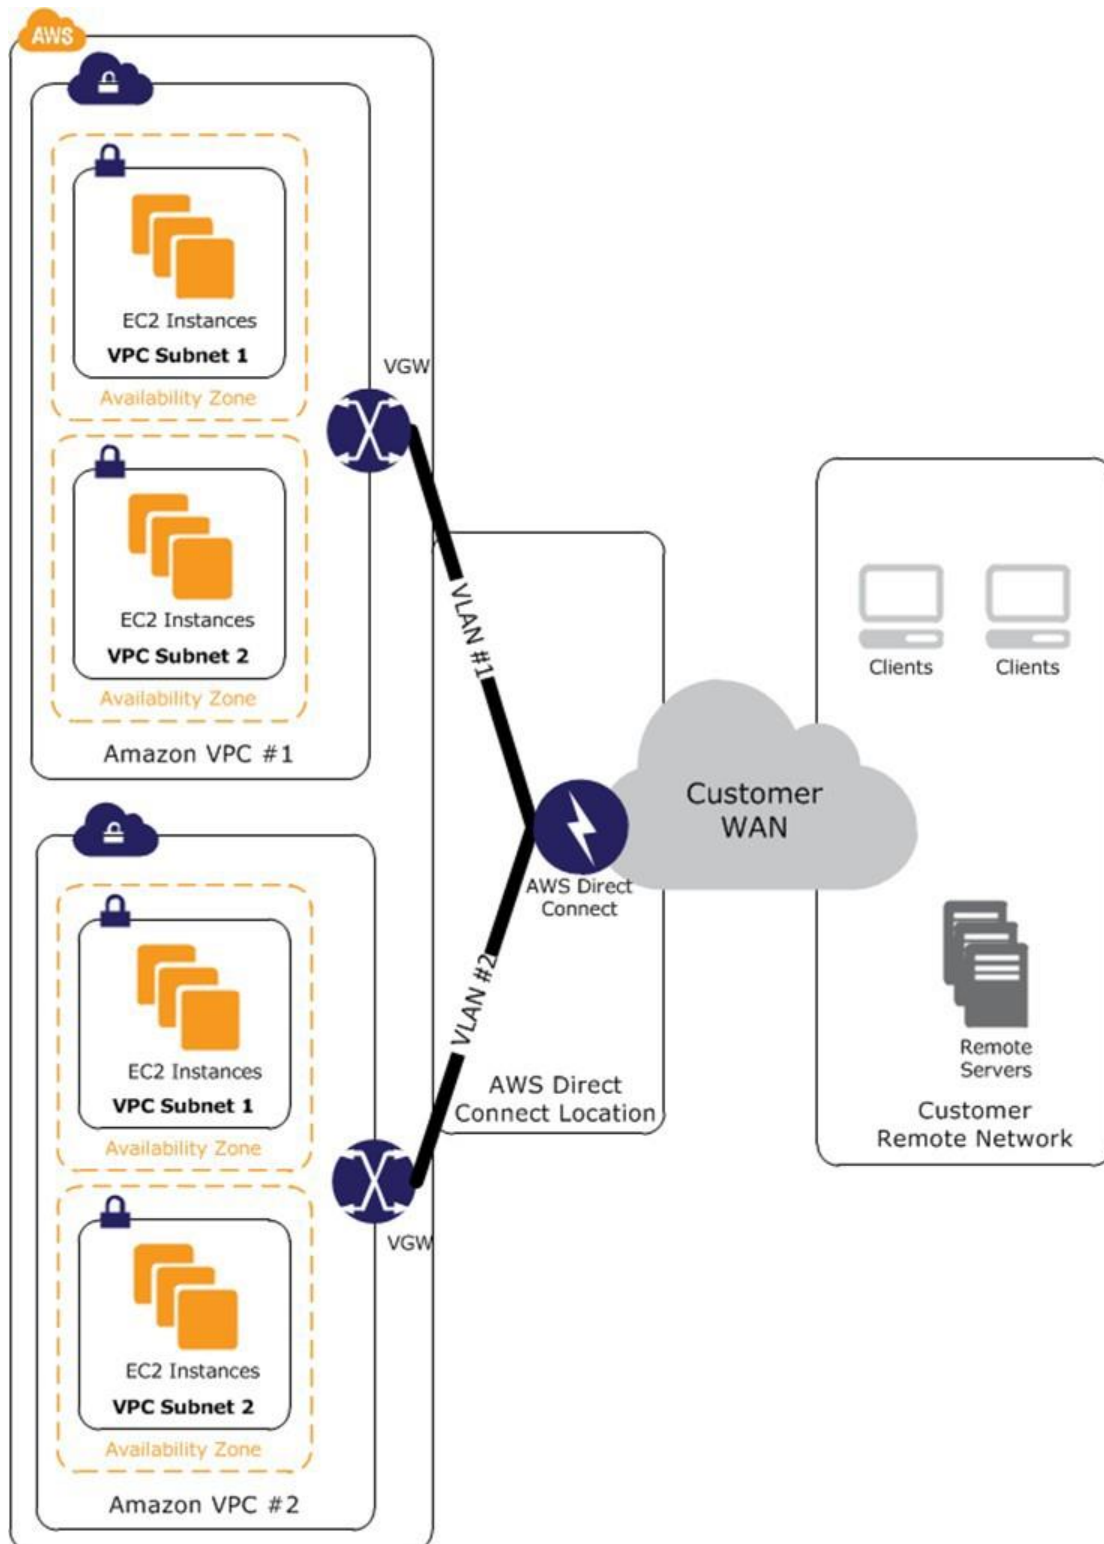 AWS
EC2 Instances
VPC Subnet 1
Availability Zone
VGW
EC2 Instances
VPC Subnet 2
Availability Zone
Amazon VPC #1
VLAN #1
Clients
Clients
Customer
WAN
AWS Direct
Connect
VLAN #2
EC2 Instances
VPC Subnet 1
Availability Zone
AWS Direct
Connect Location
Remote
Servers
Customer
Remote Network
VGW
EC2 Instances
VPC Subnet 2
Availability Zone
Amazon VPC #2